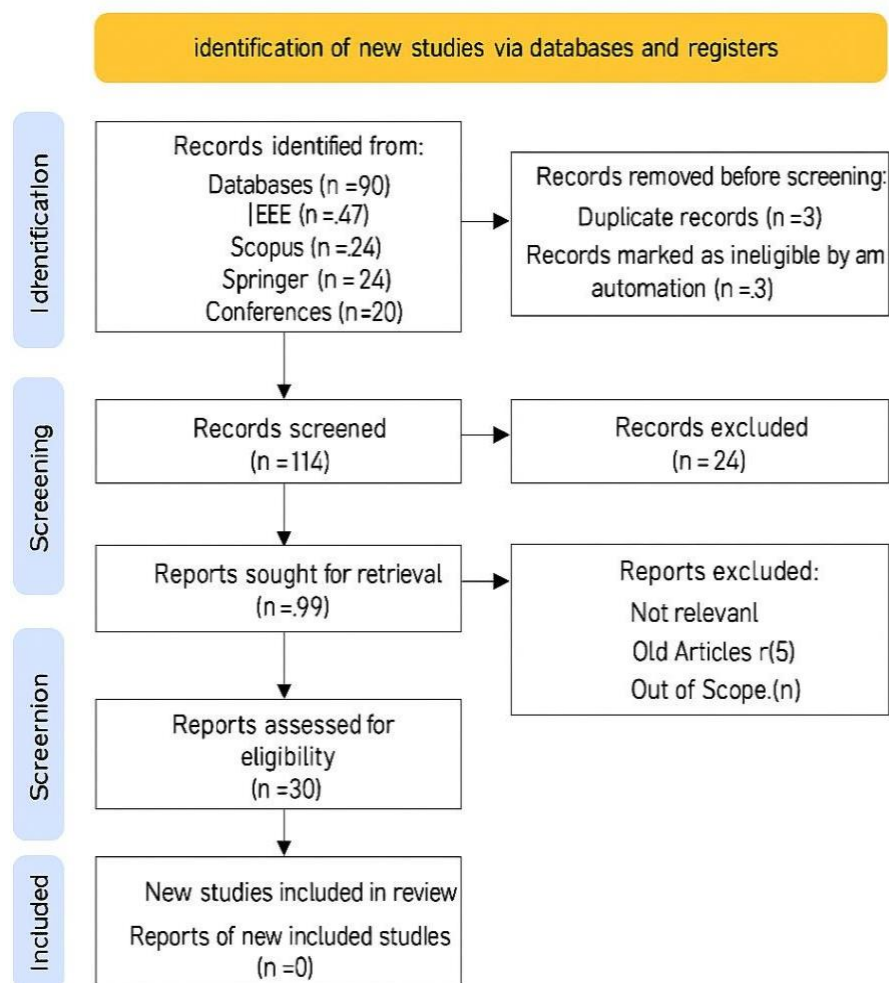 identification of new studies via databases and registers
Idrentification
Records identified from:
Databases (n =90)
IEEE (n =.47)
Scopus (n =.24)
Springer (n = 24)
Conferences (n=20)
Records removed before screening:
Duplicate records (n =3)
Records marked as ineligible by am
automation (n =.3)
Screeening
Records screened
(n = 114)
Records excluded
(n = 24)
Reports sought for retrieval
(n=.99)
Reports excluded:
Not relevanl
Old Articles r(5)
Out of Scope.(n)
Screernion
Reports assessed for
eligibility
(n =30)
Included
New studies included in review
Reports of new included studles
(n =0)